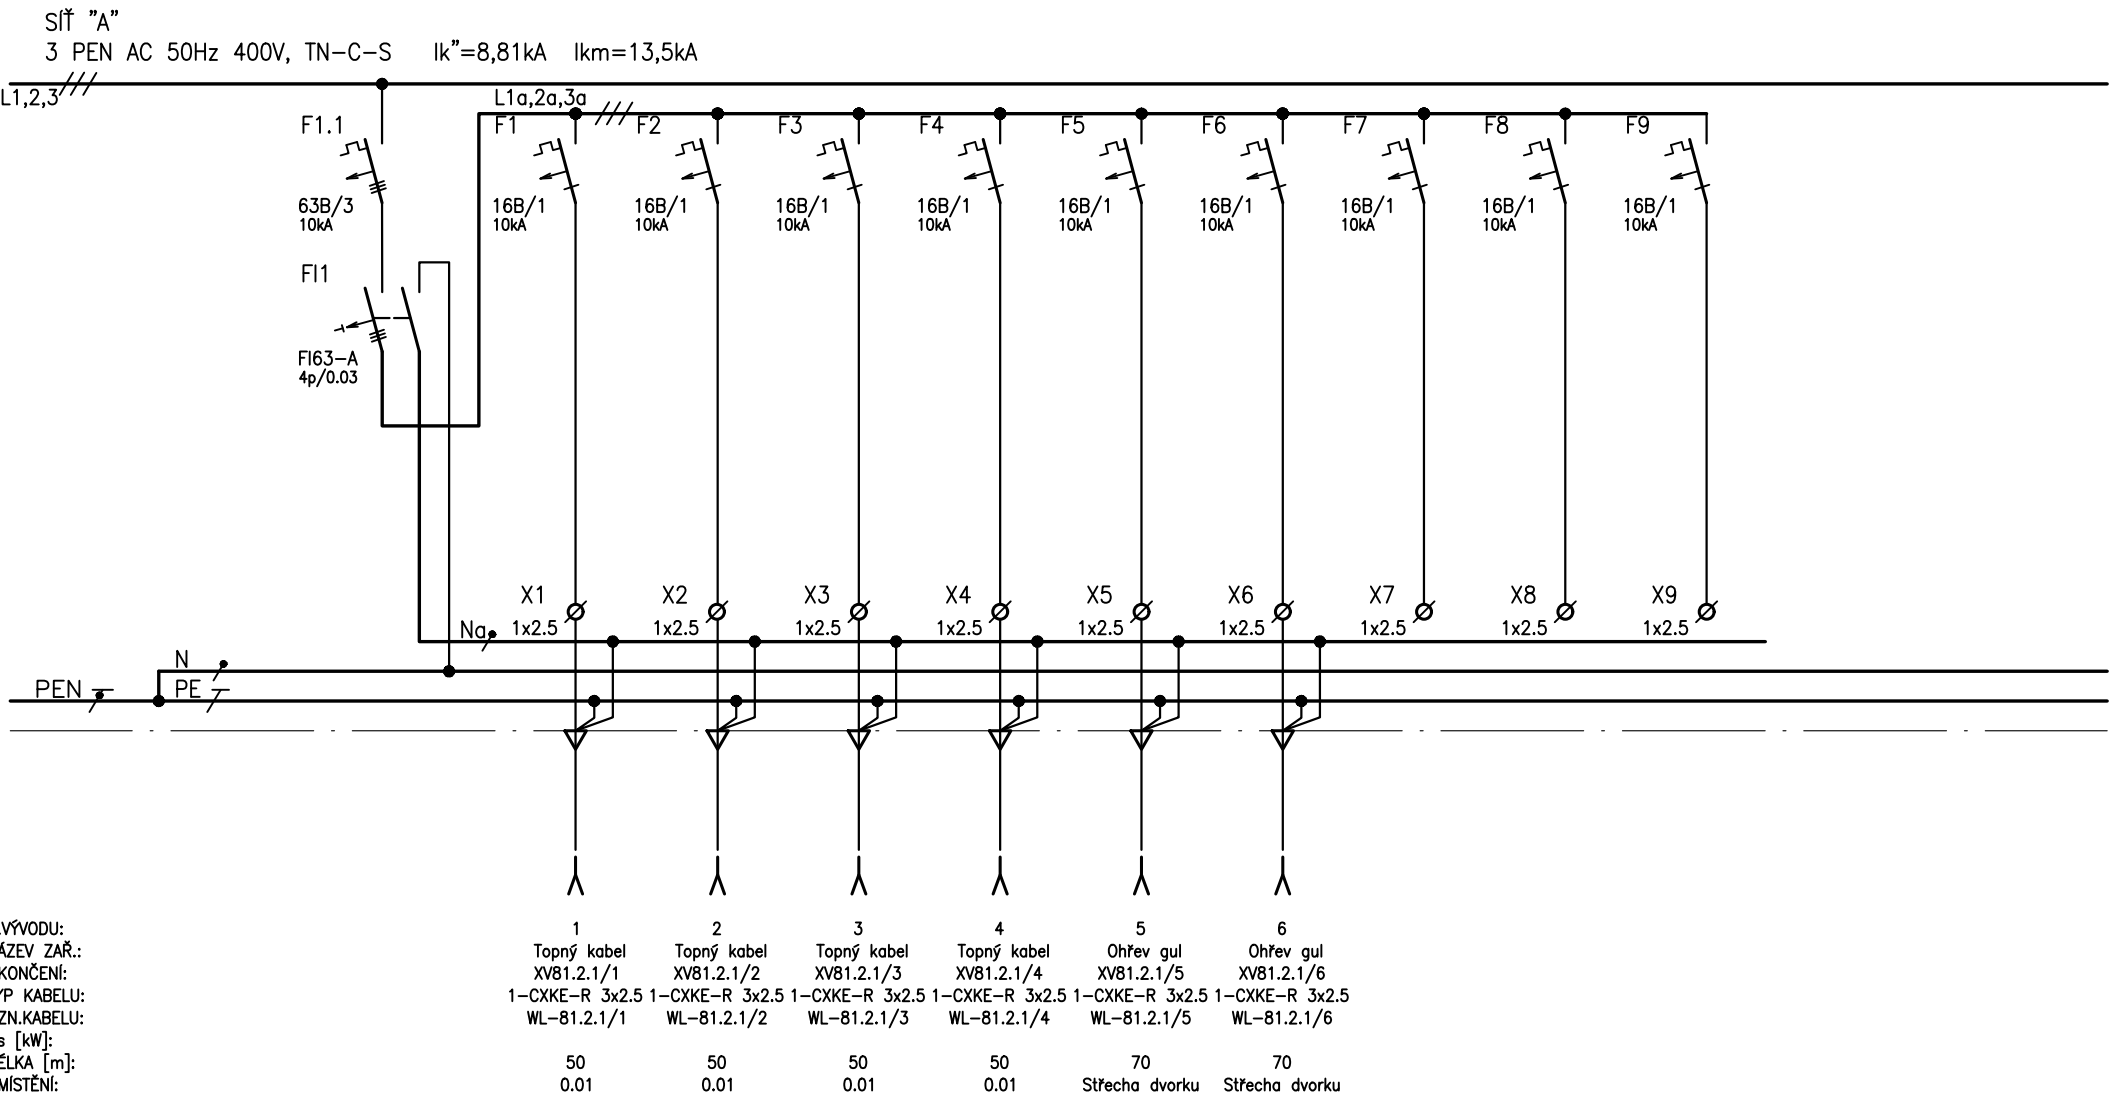 SÍŤ "A"
3 PEN AC 50Hz 400V, TN-C-S Ik"=8,81kA Ikm=13,5kA
L1,2,3
L1a,2a,3a
F1.1 F1 F2 F3 F4 F5 F6 F7 F8 F9
63B/3 16B/1 16B/1 16B/1 16B/1 16B/1 16B/1 16B/1 16B/1 16B/1
10kA 10kA 10kA 10kA 10kA 10kA 10kA 10kA 10kA 10kA
FI1
FI63-A
4p/0.03
X1 X2 X3 X4 X5 X6 X7 X8 X9
Na 1x2.5 1x2.5 1x2.5 1x2.5 1x2.5 1x2.5 1x2.5 1x2.5 1x2.5
N
PEN PE
.VÝVODU: 1 2 3 4 5 6
ÁZEV ZAŘ.: Topný kabel Topný kabel Topný kabel Topný kabel Ohřev gul Ohřev gul
KONČENÍ: XV81.2.1/1 XV81.2.1/2 XV81.2.1/3 XV81.2.1/4 XV81.2.1/5 XV81.2.1/6
YP KABELU: 1-CXKE-R 3x2.5 1-CXKE-R 3x2.5 1-CXKE-R 3x2.5 1-CXKE-R 3x2.5 1-CXKE-R 3x2.5 1-CXKE-R 3x2.5
ZN.KABELU: WL-81.2.1/1 WL-81.2.1/2 WL-81.2.1/3 WL-81.2.1/4 WL-81.2.1/5 WL-81.2.1/6
s [kW]:
ÉLKA [m]: 50 50 50 50 70 70
MÍSTĚNÍ: 0.01 0.01 0.01 0.01 Střecha dvorku Střecha dvorku